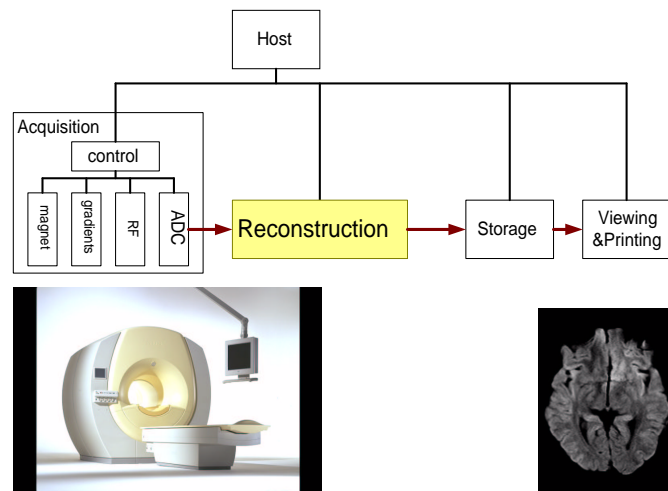 Host
Acquisition
control
magnet
gradients
RF
ADC
Reconstruction
Storage
Viewing
&Printing